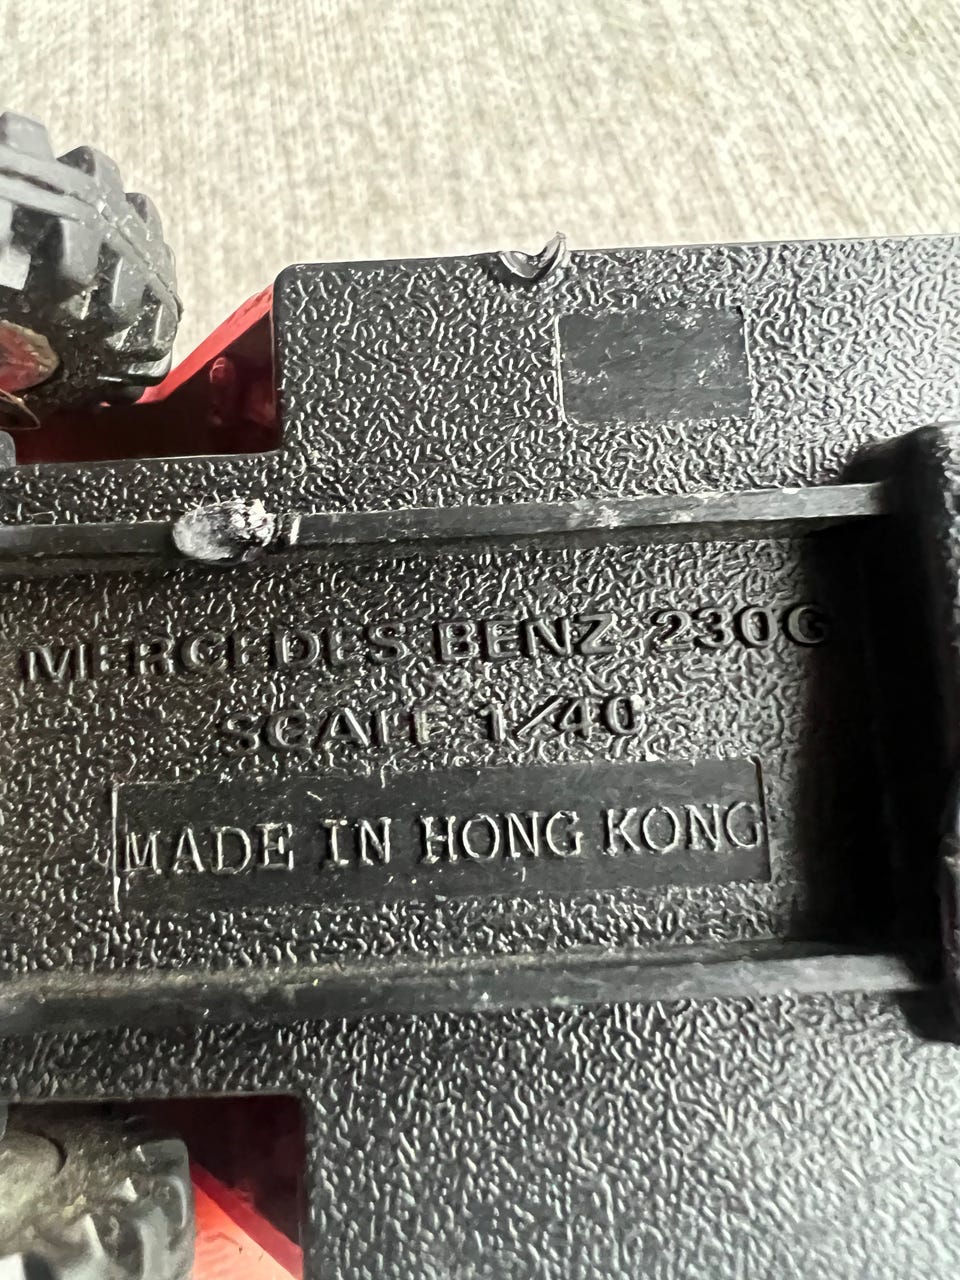 MERCEDES BENZ 230G
SCALE 1/40
MADE IN HONG KONG